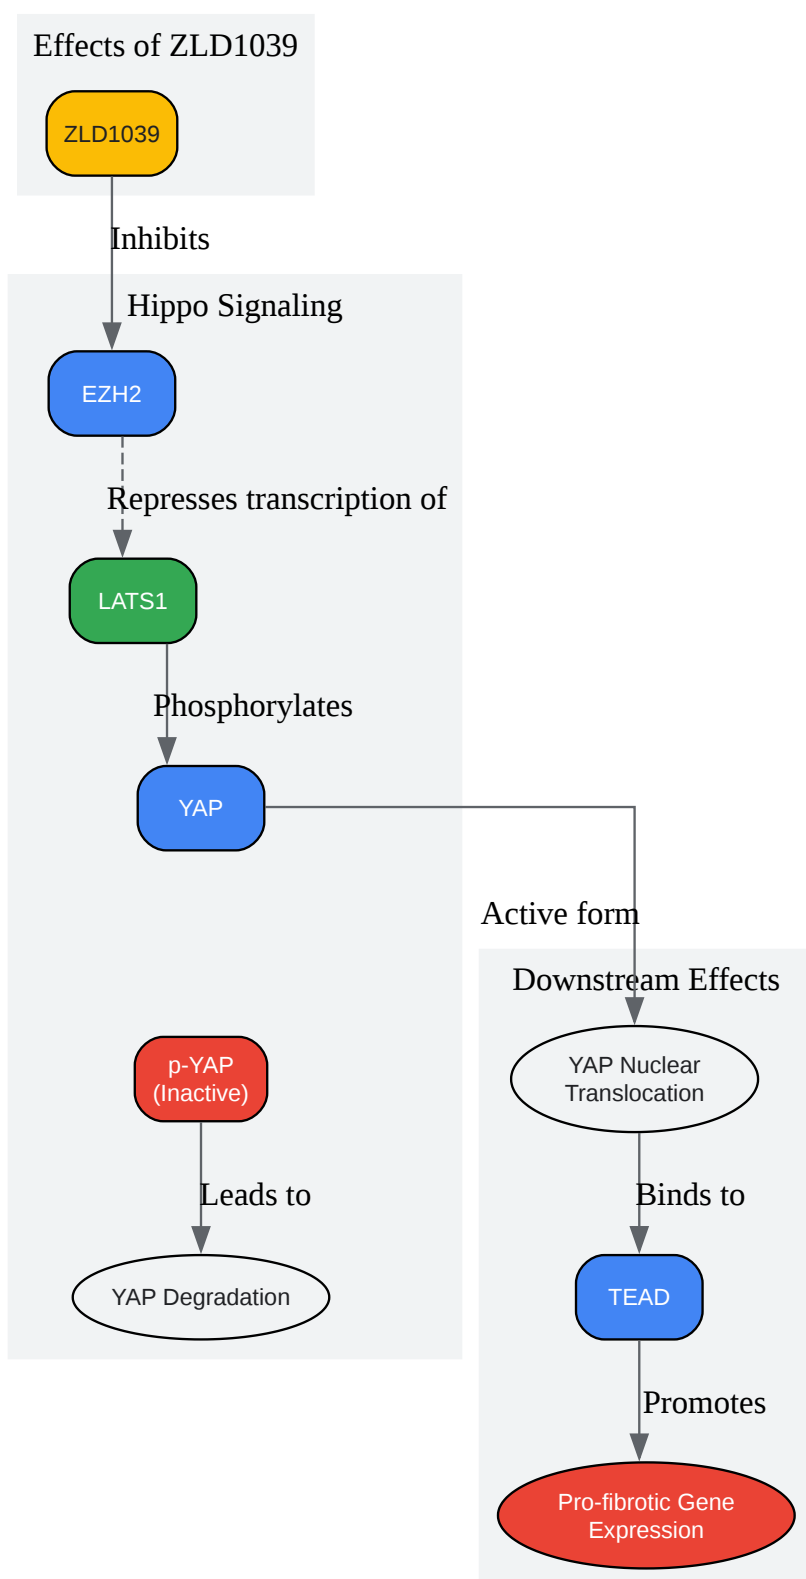 Effects of ZLD1039
ZLD1039
Inhibits
Hippo Signaling
EZH2
Represses transcription of
LATS1
Phosphorylates
YAP
Active form
Downstream Effects
p-YAP
(Inactive)
YAP Nuclear
Translocation
Leads to
Binds to
YAP Degradation
TEAD
Promotes
Pro-fibrotic Gene
Expression